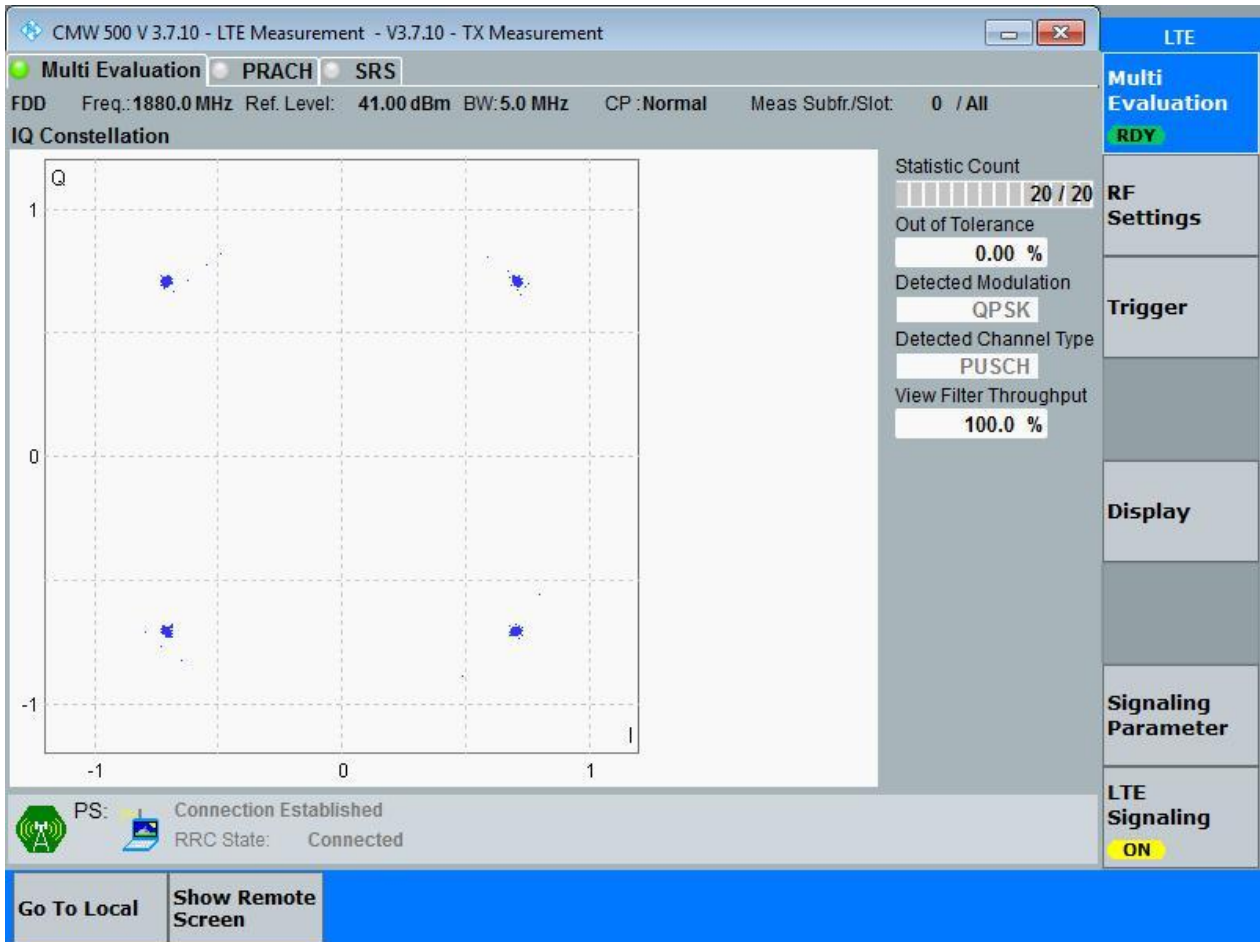 CMW 500 V 3.7.10 - LTE Measurement - V3.7.10 - TX Measurement
LTE
Multi Evaluation PRACH SRS
Multi
Evaluation
RDY
FDD Freq.: 1880.0 MHz Ref. Level: 41.00 dBm BW: 5.0 MHz CP : Normal Meas Subfr./Slot: 0 / All
IQ Constellation
Q
1
0
-1
-1
0
1
I
Statistic Count
20 / 20
Out of Tolerance
0.00 %
Detected Modulation
QPSK
Detected Channel Type
PUSCH
View Filter Throughput
100.0 %
RF
Settings
Trigger
Display
Signaling
Parameter
LTE
Signaling
ON
PS: Connection Established
RRC State: Connected
Go To Local
Show Remote
Screen